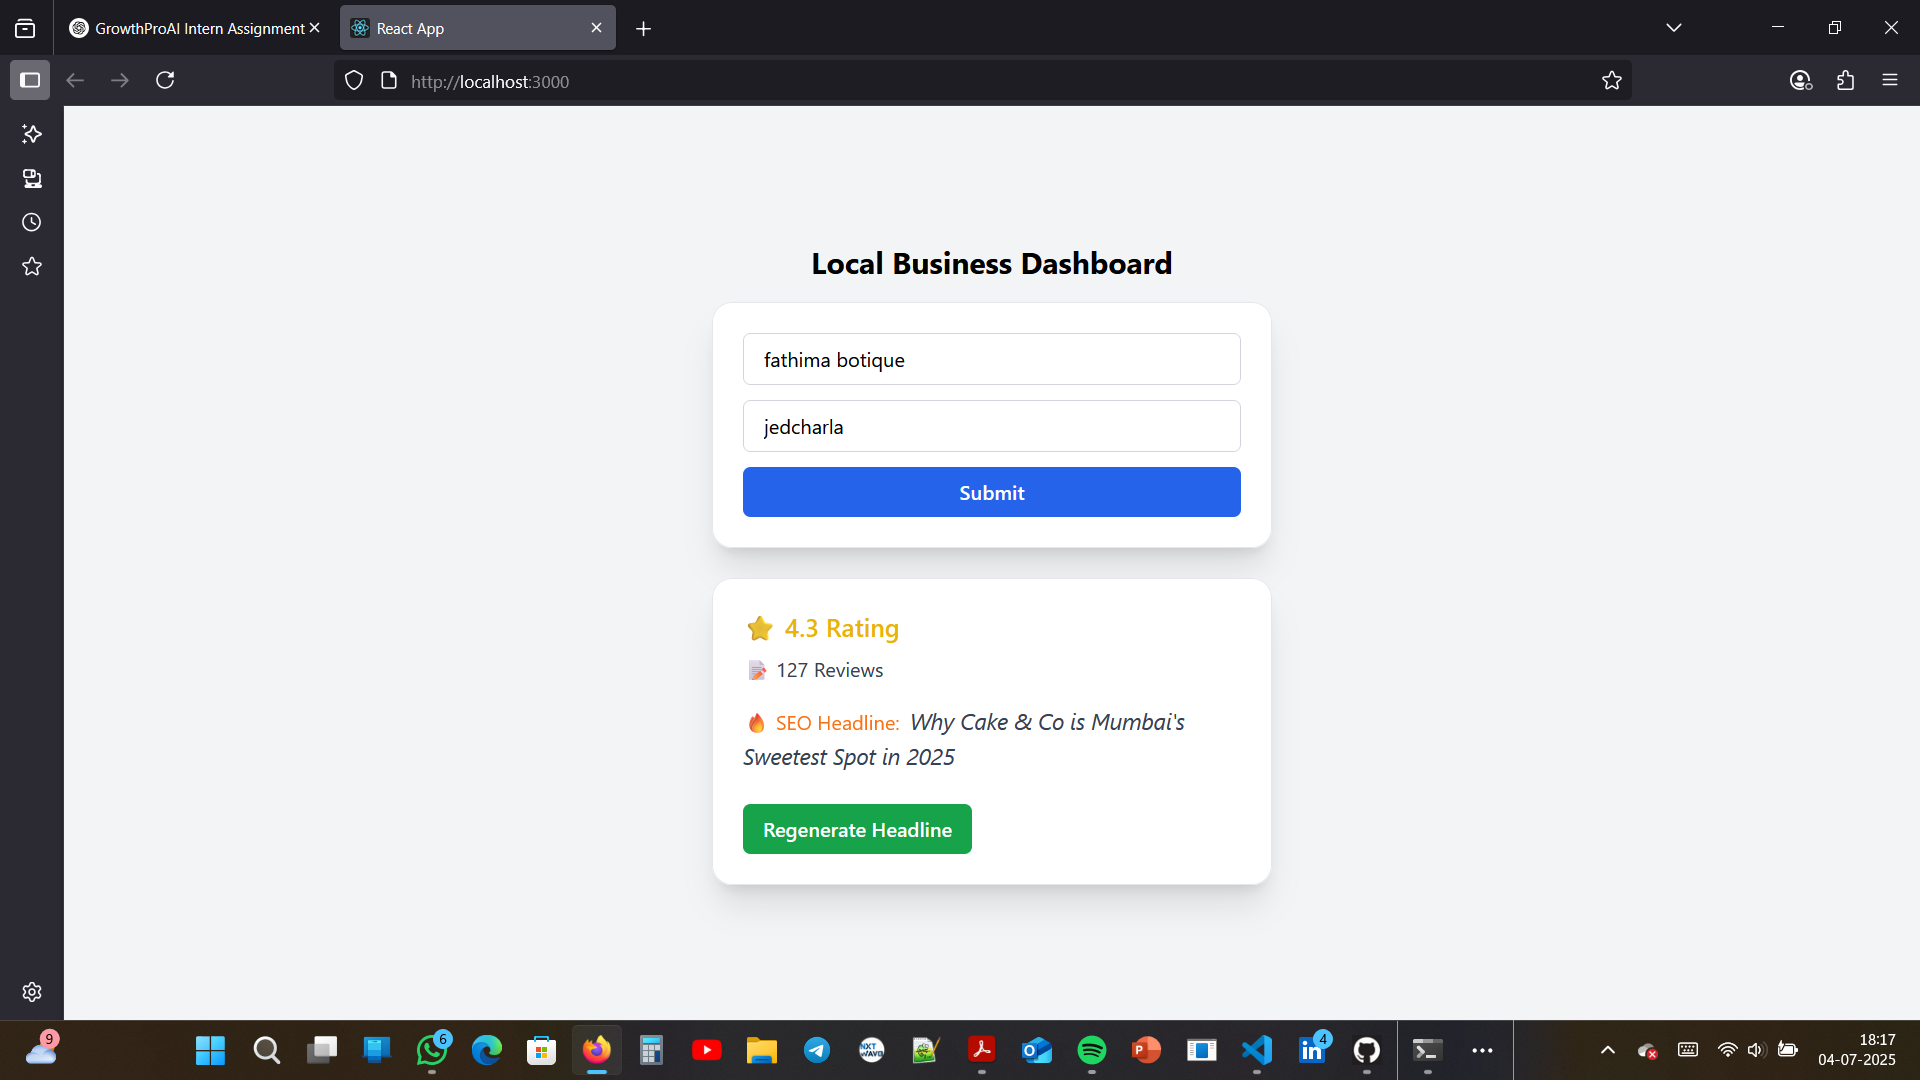 GrowthProAI Intern Assignment
React App
http://localhost:3000
Local Business Dashboard
fathima botique
jedcharla
Submit
4.3 Rating
127 Reviews
SEO Headline: Why Cake & Co is Mumbai's
Sweetest Spot in 2025
Regenerate Headline
9
6
NXT
WAVE
4
18:17
04-07-2025